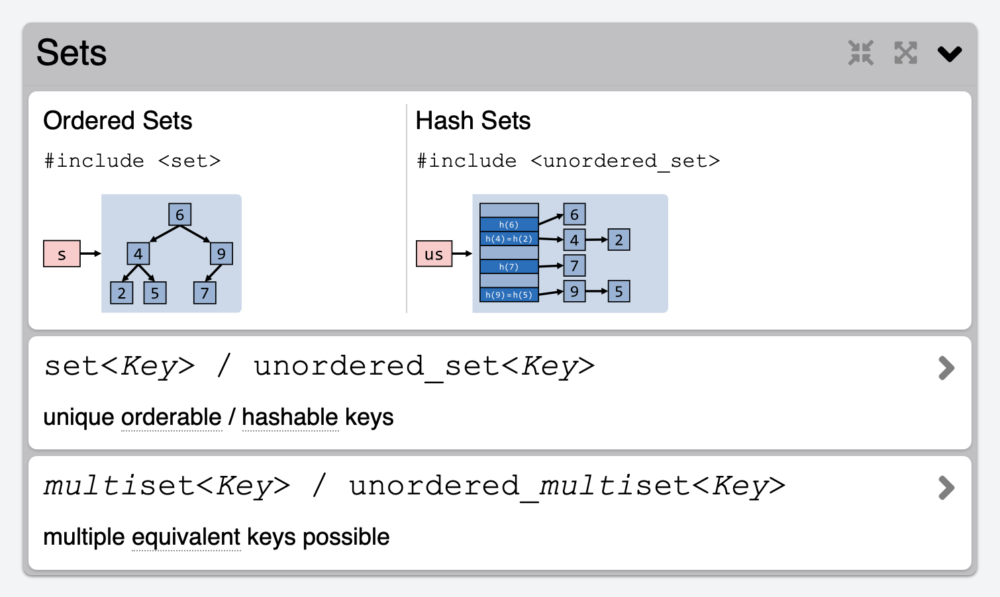 Sets
Ordered Sets
#include <set>
s
6
4 9
2 5 7
Hash Sets
#include <unordered_set>
us
h(6) 6
h(4)=h(2) 4 2
h(7) 7
h(9)=h(5) 9 5
set<Key> / unordered_set<Key>
unique orderable / hashable keys
multiset<Key> / unordered_multiset<Key>
multiple equivalent keys possible